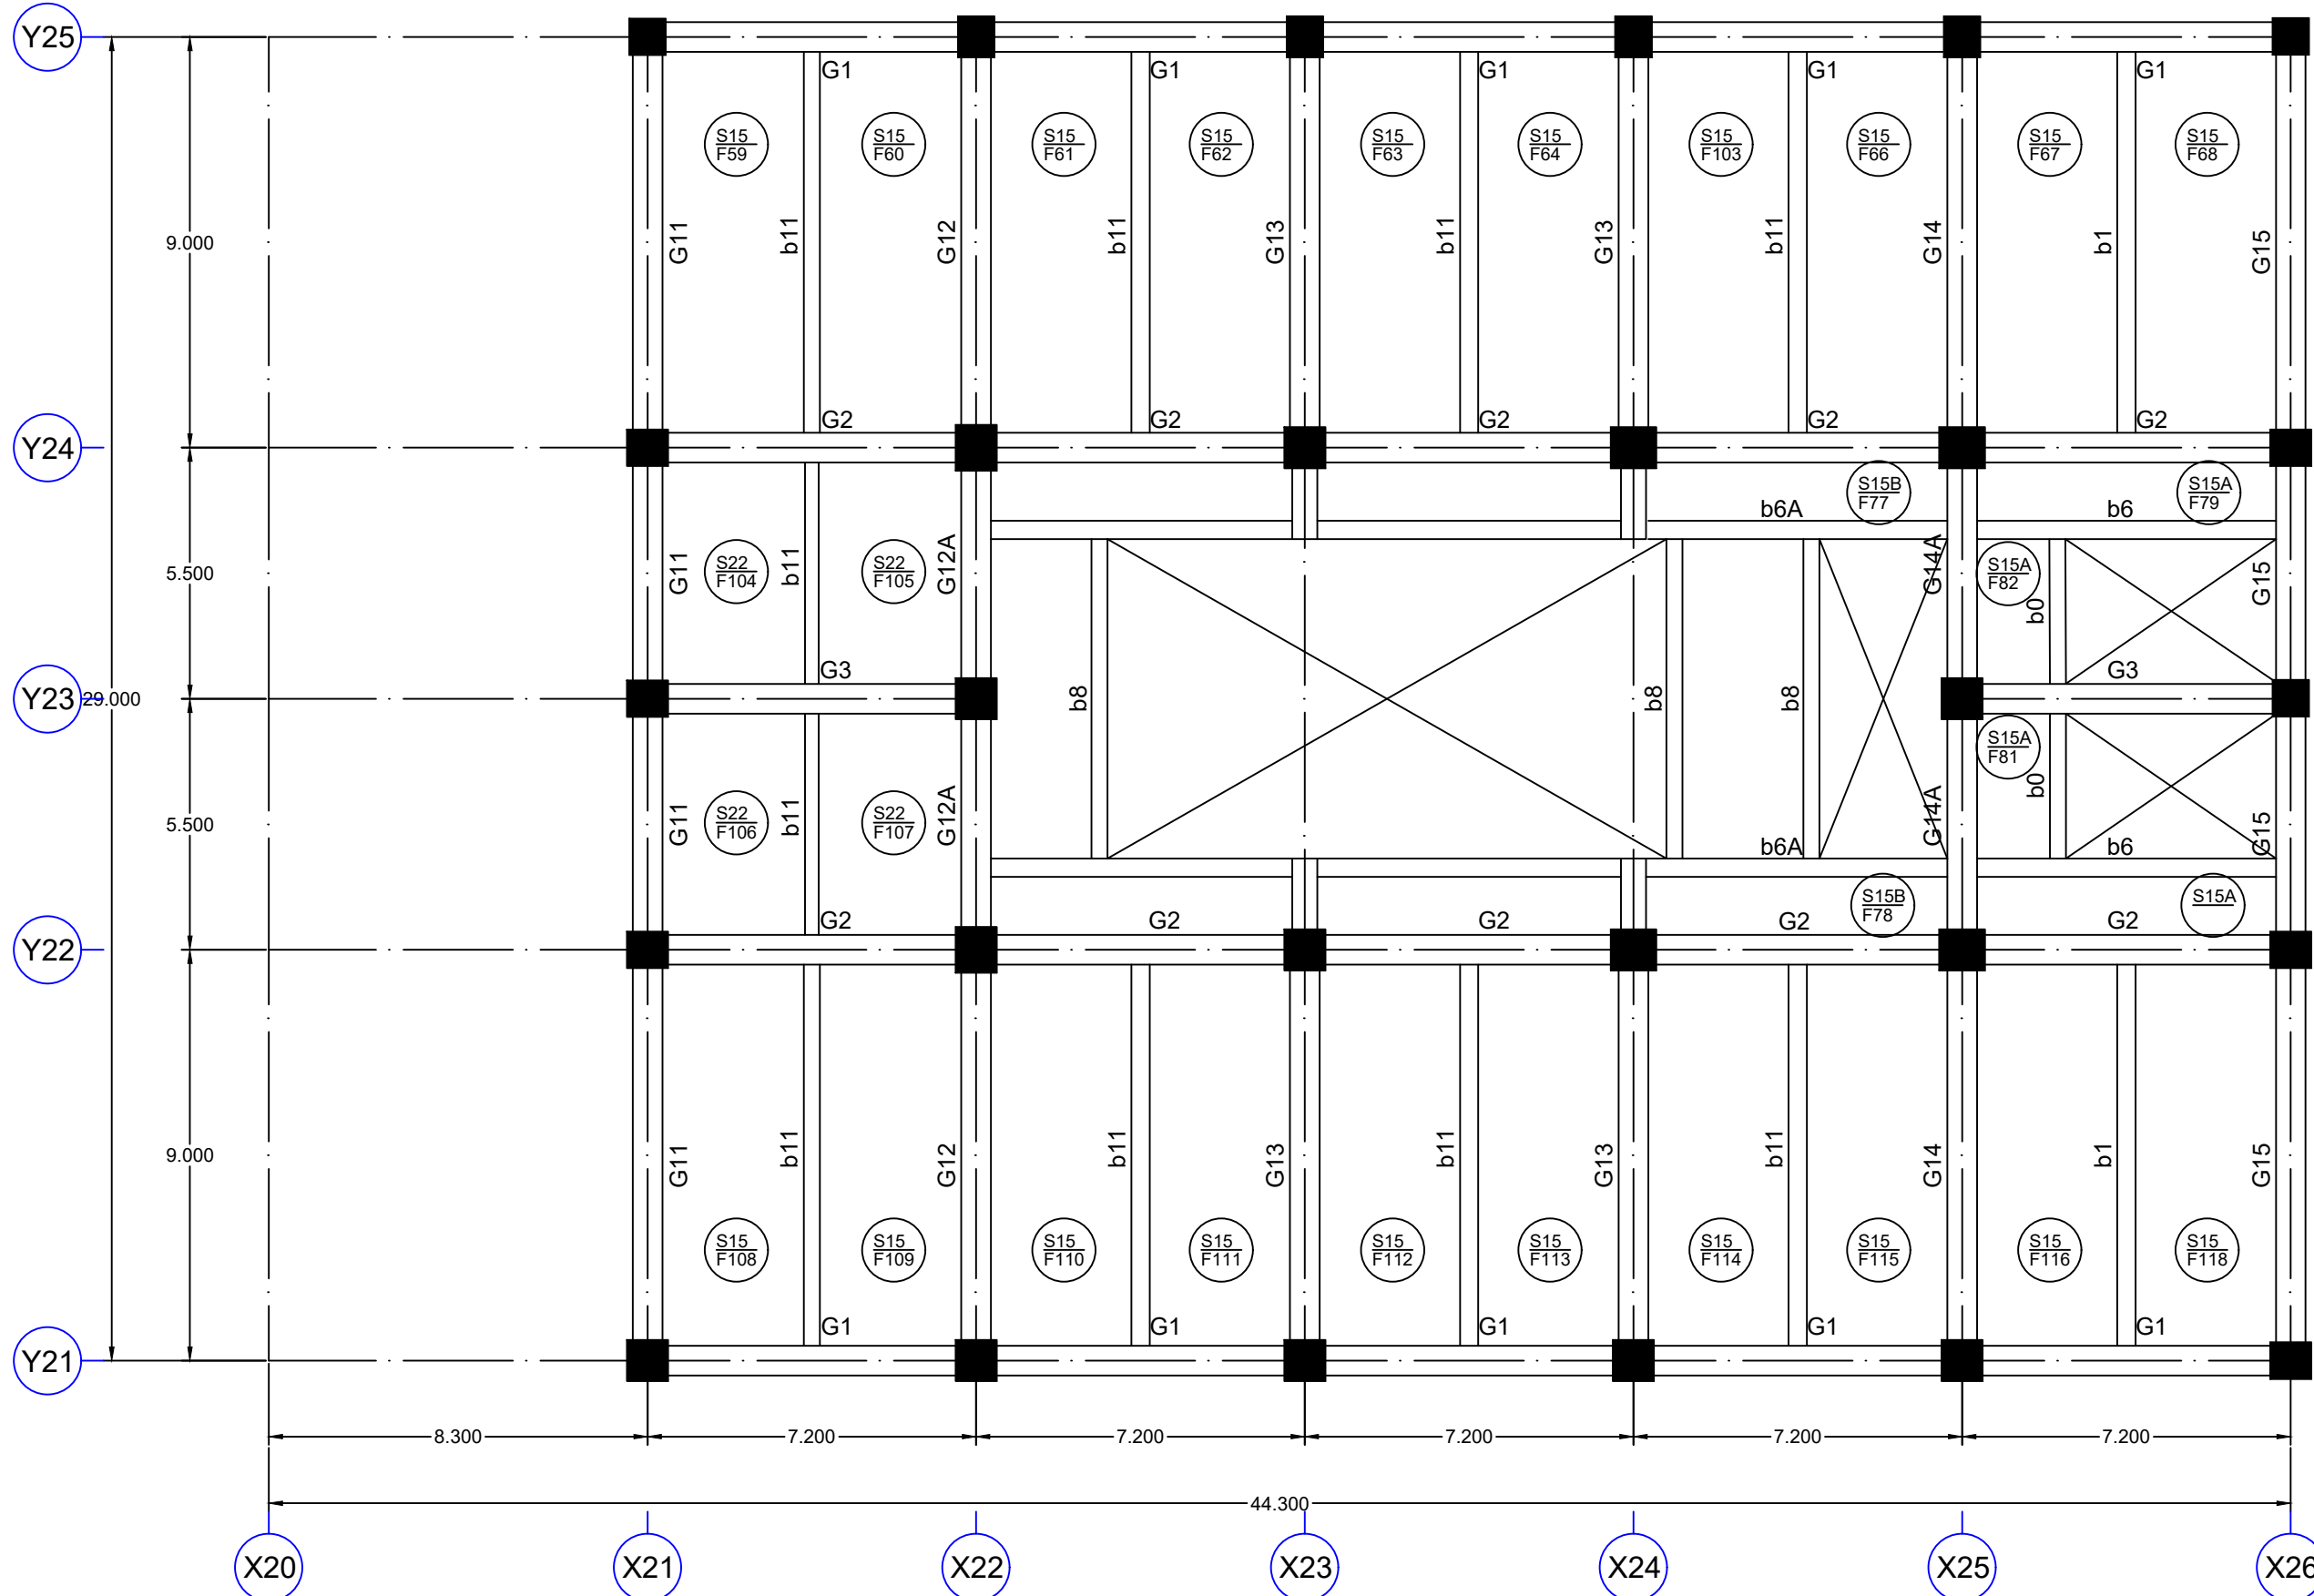 Y25
G1 G1 G1 G1 G1
S15 S15 S15 S15 S15 S15 S15 S15 S15 S15
F59 F60 F61 F62 F63 F64 F103 F66 F67 F68
9.000 G11 b11 G12 b11 G13 b11 G13 b11 G14 b1 G15
G2 G2 G2 G2 G2
Y24
S15B S15A
F77 F79
b6A b6
5.500 G11 S22 b11 S22 G12A G14A S15A G15
F104 F105 F82
b0
G3 G3
Y23 29.000 b8 b8 b8
S15A
F81
b0
5.500 G11 S22 b11 S22 G12A G14A G15
F106 F107
b6A b6
S15B S15A
F78
G2 G2 G2 G2 G2
Y22
9.000 G11 b11 G12 b11 G13 b11 G13 b11 G14 b1 G15
S15 S15 S15 S15 S15 S15 S15 S15 S15 S15
F108 F109 F110 F111 F112 F113 F114 F115 F116 F118
G1 G1 G1 G1 G1
Y21
8.300 7.200 7.200 7.200 7.200 7.200
44.300
X20 X21 X22 X23 X24 X25 X26